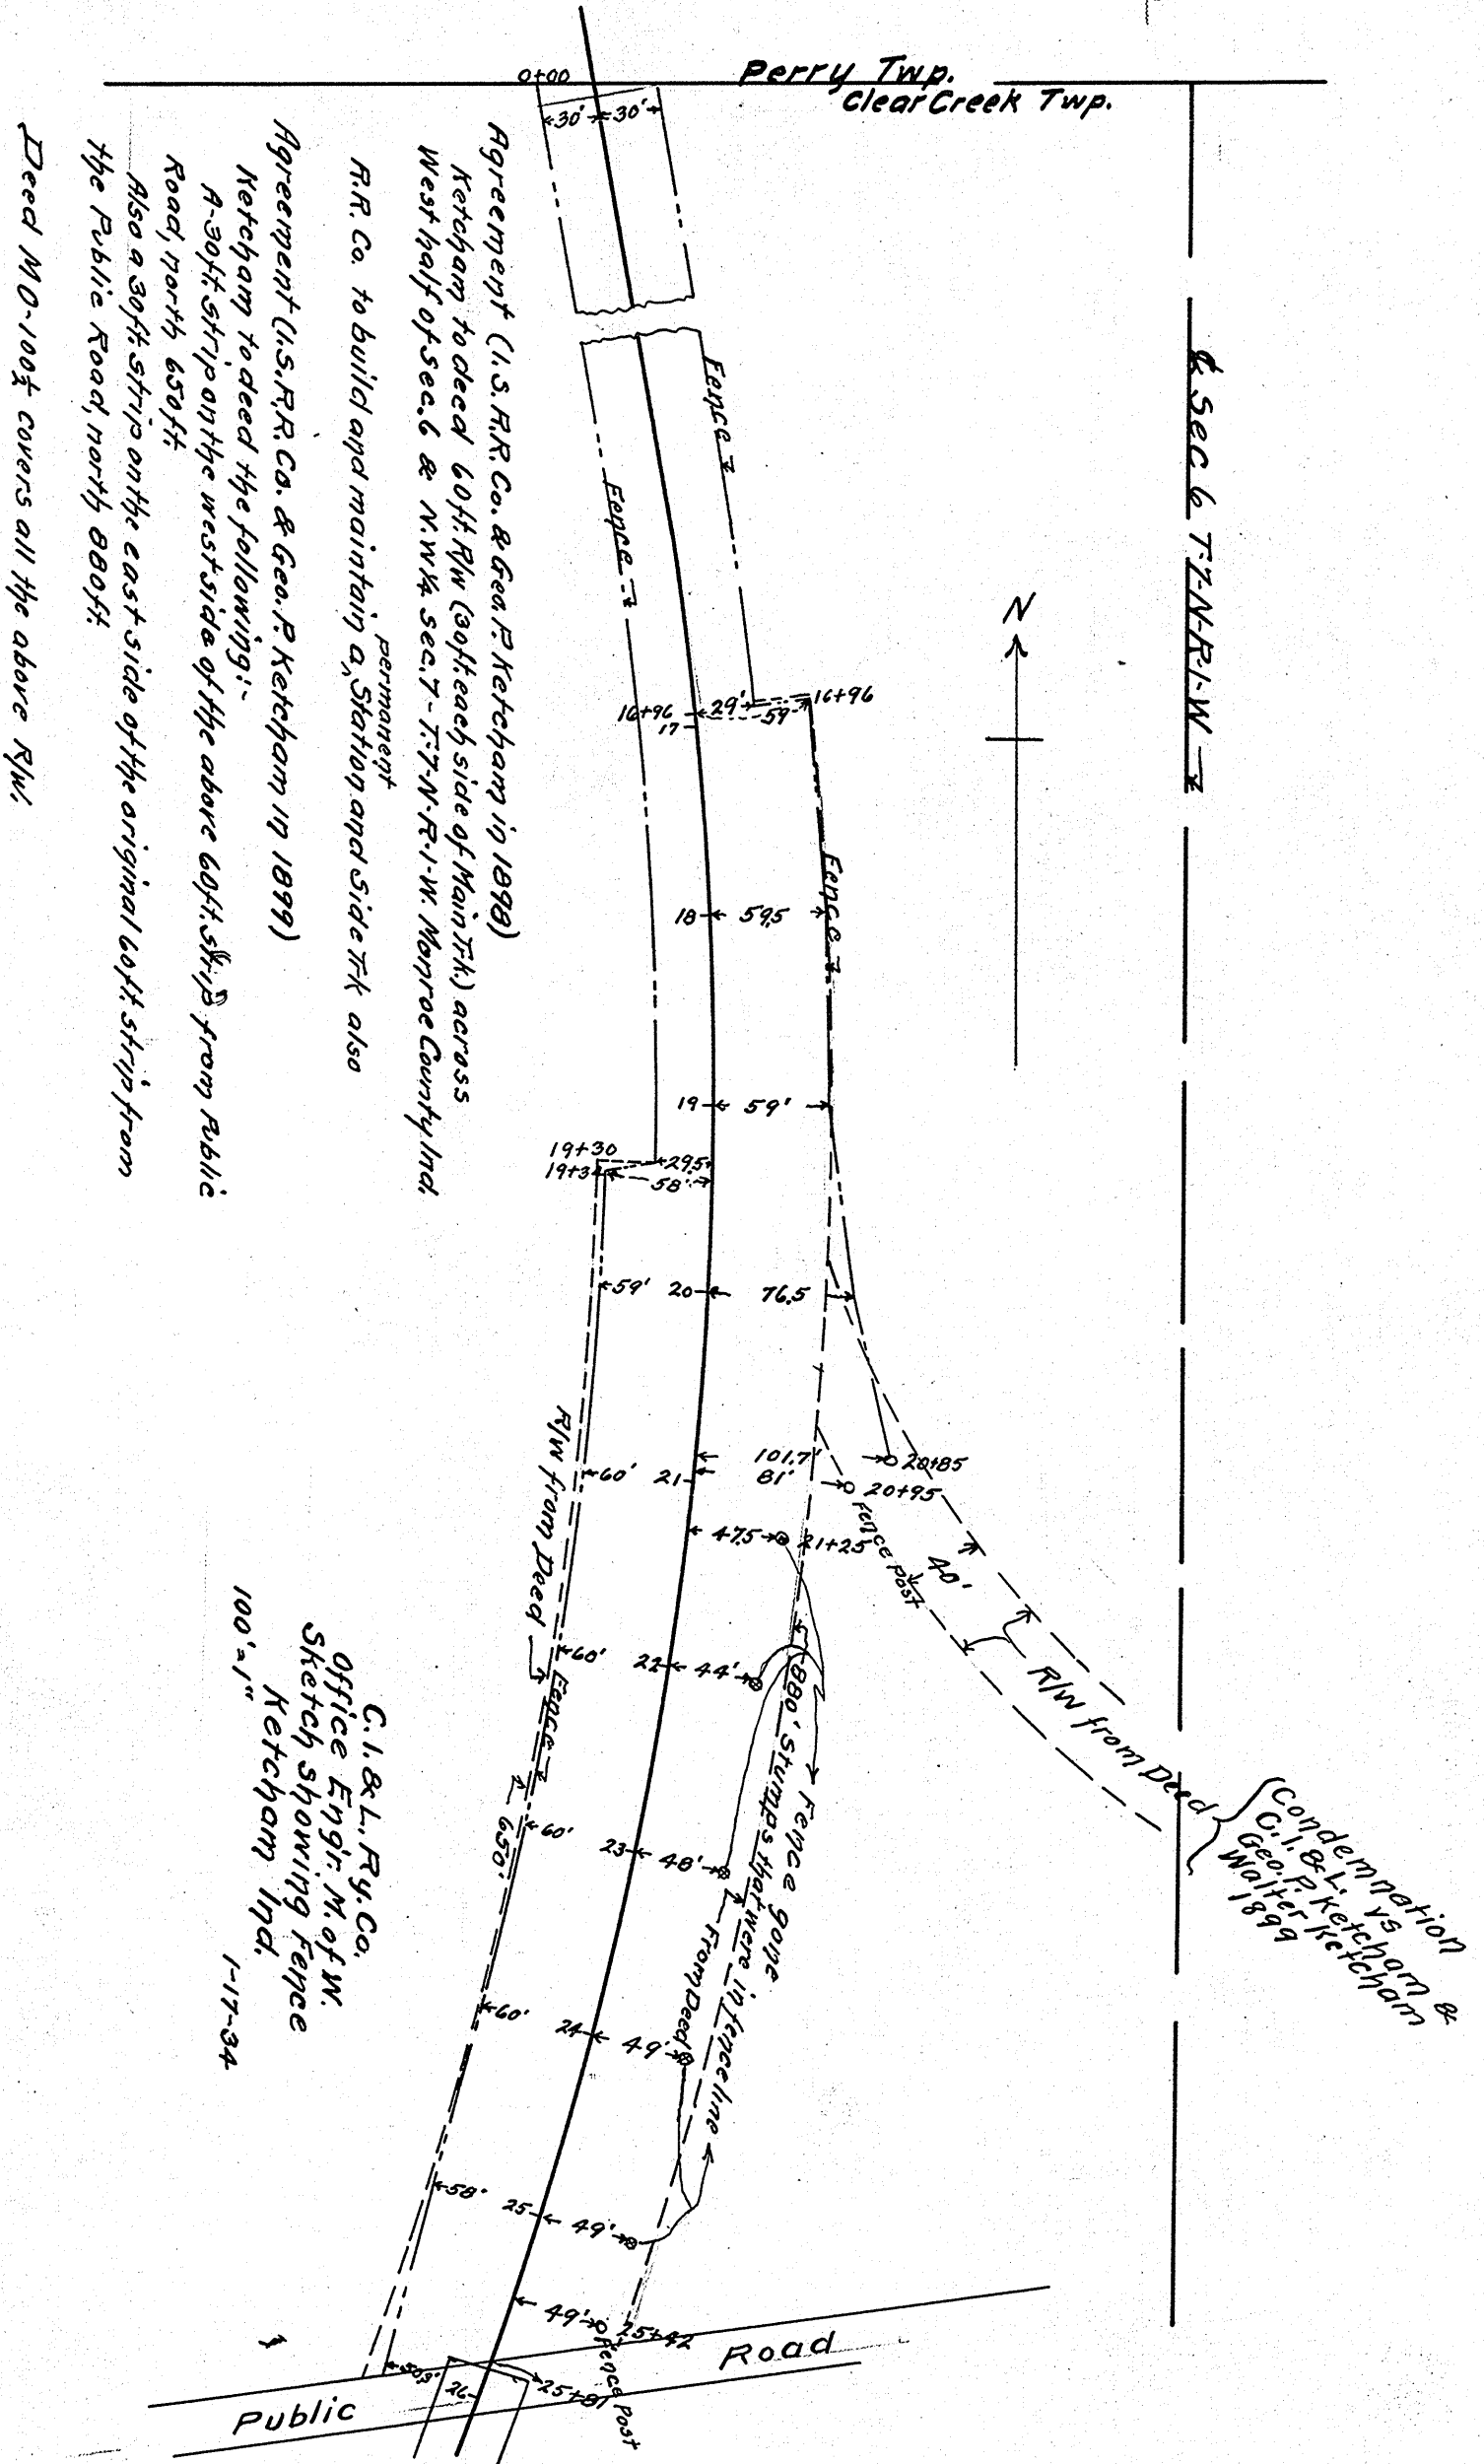 Perry Twp.
Clear Creek Twp.
0+00
30' 30'
℄ Sec 6 T-7-N-R-1-W
Agreement (I.S.R.R. Co. & Geo. P. Ketcham in 1898)
Ketcham to deed 60ft. R/W (30ft. each side of Main Trk.) across
West half of Sec. 6 & N.W ¼ Sec. 7 - T-7-N-R-1-W. Monroe County Ind.
permanent
R.R. Co. to build and maintain a ^ Station and Side Trk also
Agreement (I.S.R.R. Co. & Geo. P. Ketcham in 1899)
Ketcham to deed the following:-
A-30ft. strip on the west side of the above 60ft. strip from Public
Road, north 650ft.
Also a 30ft. strip on the east side of the original 60ft. strip from
the Public Road, north 880ft.
Deed MO-100½ covers all the above R/W.
Fence
Fence
N
16+96 29' 16+96
17 59
Fence
18 59.5
19 59'
19+30 29.5
19+34 58'
59' 20 76.5
R/W from Deed
101.7' 20+85
60' 21 81' 20+95
fence post
47.5 21+25
40'
60' 22 44'
Fence
880' Stumps that were in fence line
Fence gone
R/W from Deed
Condemnation
C.I. & L. vs
Geo. P. Ketcham &
Walter Ketcham
1899
650'
60' 23 48'
From Deed
60' 24 49'
58' 25 49'
49' 25+42
fence post
26 25+81
Public Road
C.I. & L. Ry. Co.
Office Engr. M. of W.
Sketch showing Fence
Ketcham Ind.
100'=1" 1-17-34